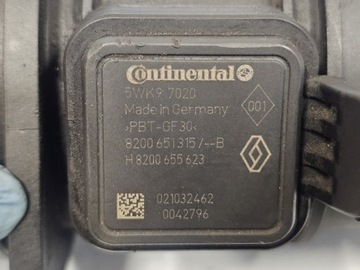 Continental
5WK9 7020
Made in Germany
001
>PBT-GF30<
8200 651 315 / --B
H 8200 655 623
021032462
0042796